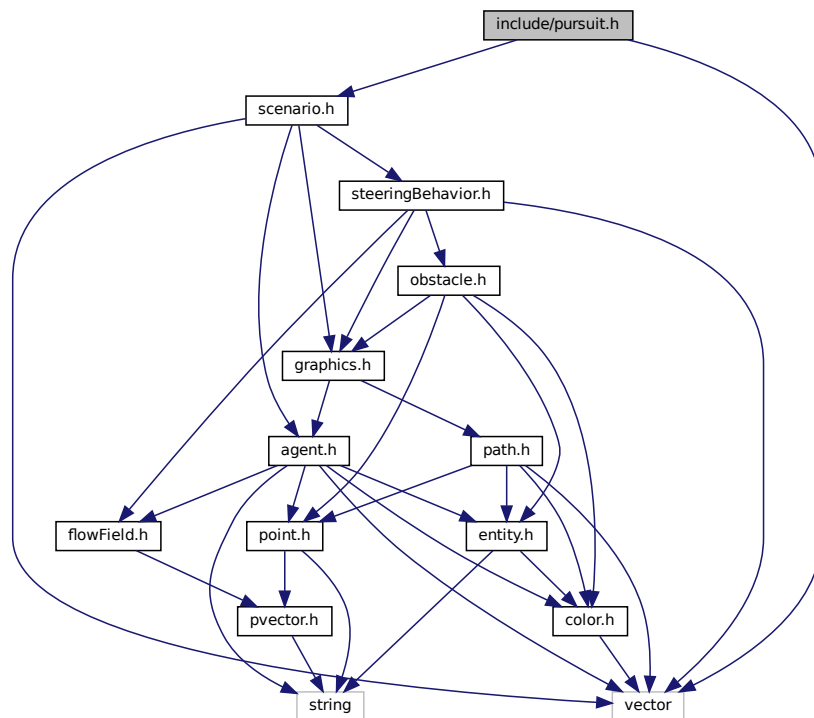 include/pursuit.h
scenario.h
steeringBehavior.h
obstacle.h
graphics.h
agent.h
path.h
flowField.h
point.h
entity.h
pvector.h
color.h
string
vector